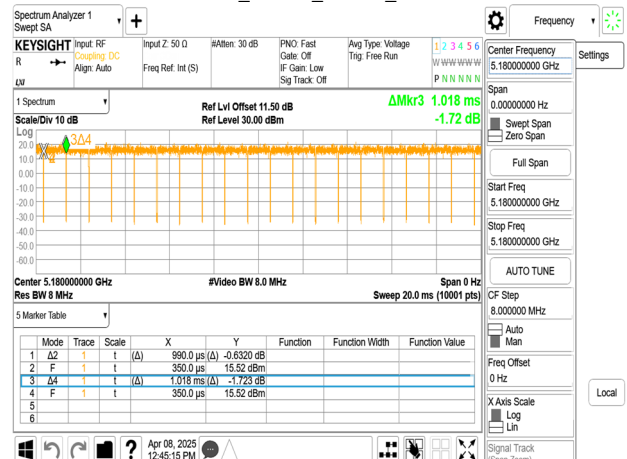 Spectrum Analyzer 1
Swept SA
Frequency
KEYSIGHT
R
Input: RF
Coupling: DC
Align: Auto
Input Z: 50 Ω
Freq Ref: Int (S)
#Atten: 30 dB
PNO: Fast
Gate: Off
IF Gain: Low
Sig Track: Off
Avg Type: Voltage
Trig: Free Run
1 2 3 4 5 6
W W W W W W
P N N N N N
LXI
1 Spectrum
Scale/Div 10 dB
Ref Lvl Offset 11.50 dB
Ref Level 30.00 dBm
ΔMkr3 1.018 ms
-1.72 dB
Log
3Δ4
20.0
10.0
0.00
-10.0
-20.0
-30.0
-40.0
-50.0
-60.0
Center 5.180000000 GHz
Res BW 8 MHz
#Video BW 8.0 MHz
Span 0 Hz
Sweep 20.0 ms (10001 pts)
5 Marker Table
Mode Trace Scale X Y Function Function Width Function Value
1 Δ2 1 t (Δ) 990.0 µs (Δ) -0.6320 dB
2 F 1 t 350.0 µs 15.52 dBm
3 Δ4 1 t (Δ) 1.018 ms (Δ) -1.723 dB
4 F 1 t 350.0 µs 15.52 dBm
5
6
Apr 08, 2025
12:45:15 PM
Center Frequency
5.180000000 GHz
Span
0.00000000 Hz
Swept Span
Zero Span
Full Span
Start Freq
5.180000000 GHz
Stop Freq
5.180000000 GHz
AUTO TUNE
CF Step
8.000000 MHz
Auto
Man
Freq Offset
0 Hz
X Axis Scale
Log
Lin
Signal Track
(Span Zoom)
Settings
Local